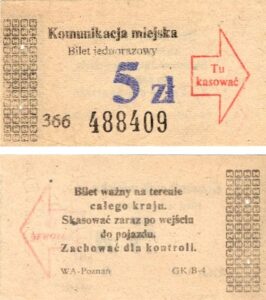 Komunikacja miejska
Bilet jednorazowy
5 zł
Tu
kasować
366 488409
Bilet ważny na terenie
całego kraju.
Skasować zaraz po wejściu
do pojazdu.
Zachować dla kontroli.
WA-Poznań GK/B-4